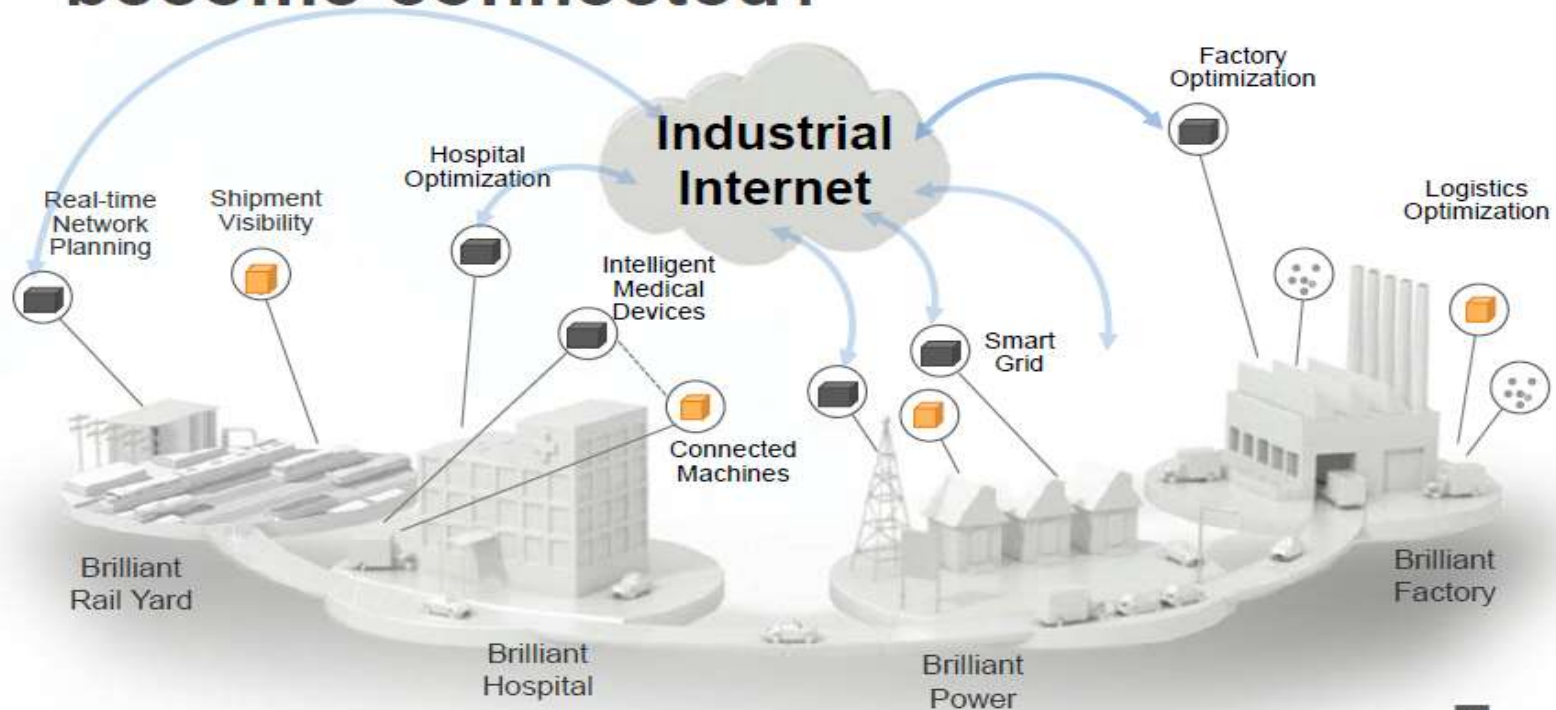 become connected?
Industrial
Internet
Factory
Optimization
Hospital
Optimization
Real-time
Network
Planning
Shipment
Visibility
Logistics
Optimization
Intelligent
Medical
Devices
Smart
Grid
Connected
Machines
Brilliant
Rail Yard
Brilliant
Hospital
Brilliant
Power
Brilliant
Factory